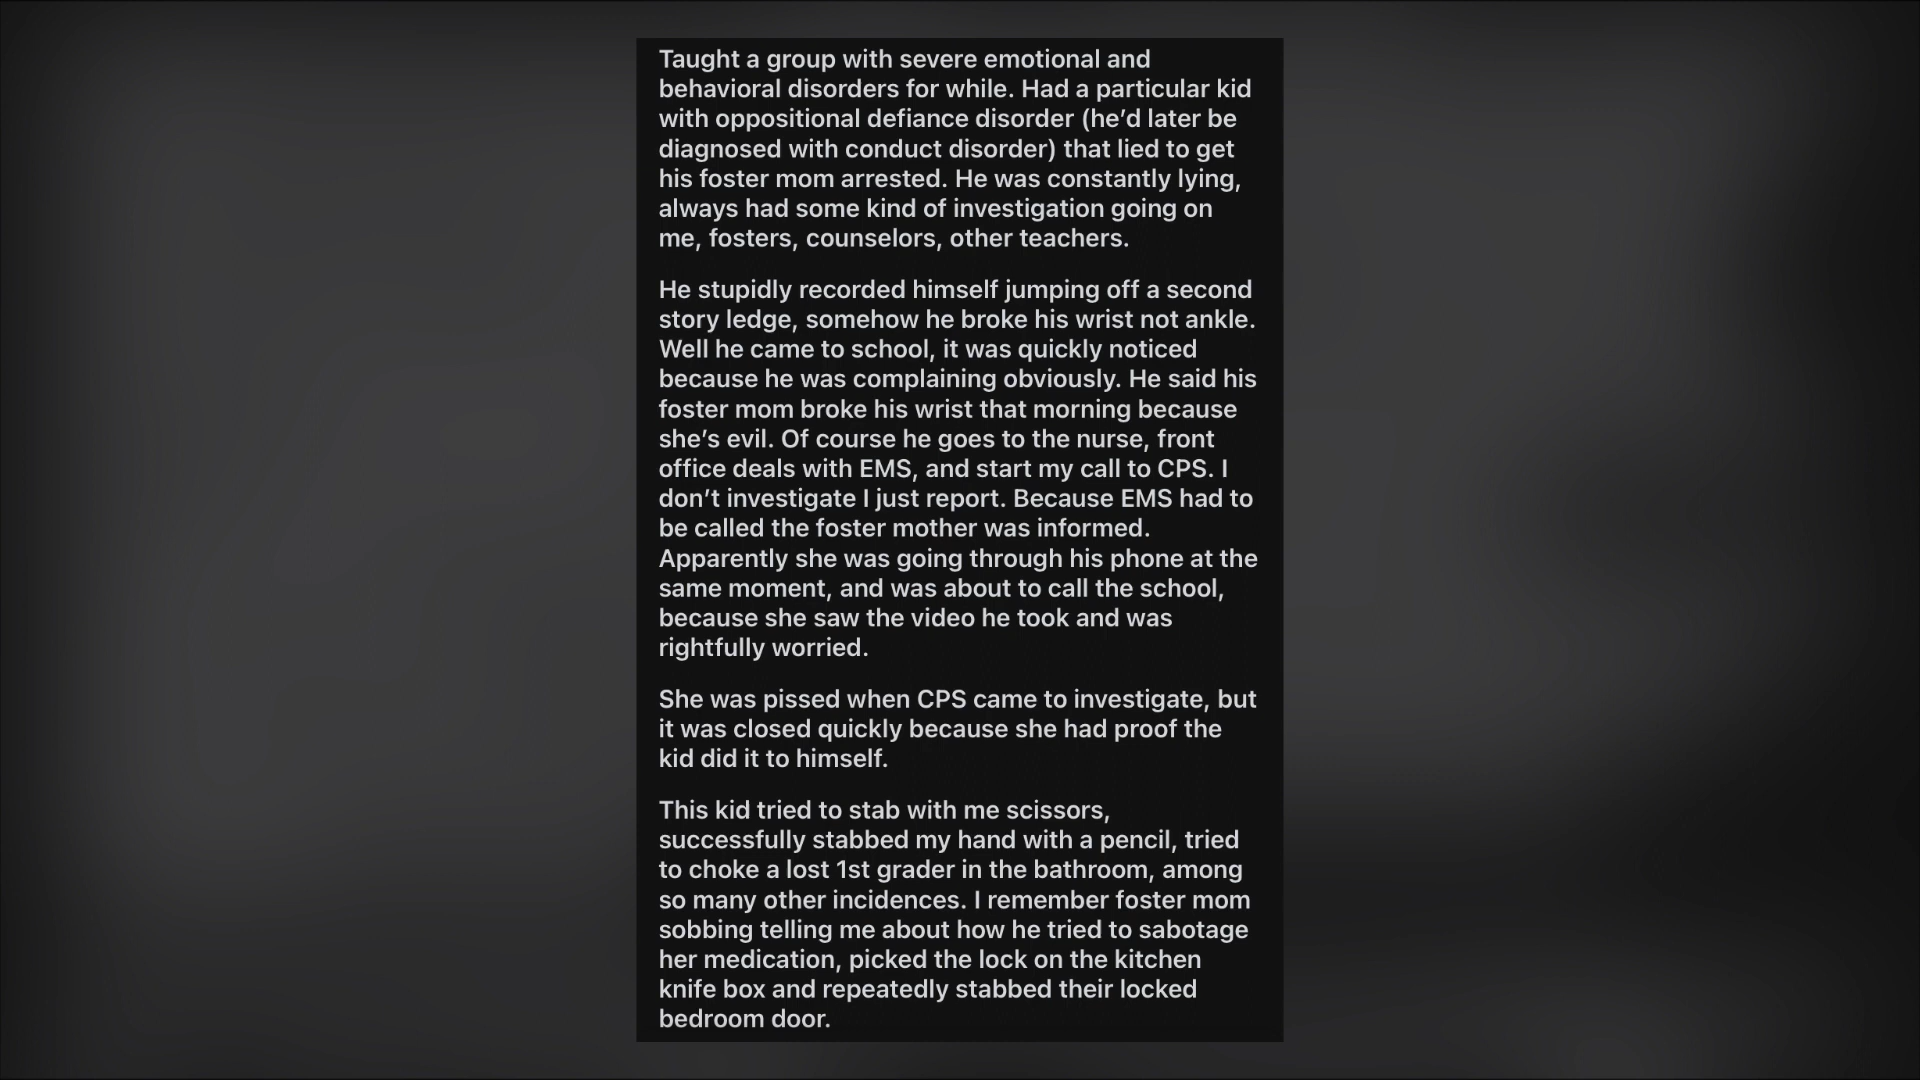 Taught a group with severe emotional and
behavioral disorders for while. Had a particular kid
with oppositional defiance disorder (he’d later be
diagnosed with conduct disorder) that lied to get
his foster mom arrested. He was constantly lying,
always had some kind of investigation going on
me, fosters, counselors, other teachers.
He stupidly recorded himself jumping off a second
story ledge, somehow he broke his wrist not ankle.
Well he came to school, it was quickly noticed
because he was complaining obviously. He said his
foster mom broke his wrist that morning because
she’s evil. Of course he goes to the nurse, front
office deals with EMS, and start my call to CPS. I
don’t investigate I just report. Because EMS had to
be called the foster mother was informed.
Apparently she was going through his phone at the
same moment, and was about to call the school,
because she saw the video he took and was
rightfully worried.
She was pissed when CPS came to investigate, but
it was closed quickly because she had proof the
kid did it to himself.
This kid tried to stab with me scissors,
successfully stabbed my hand with a pencil, tried
to choke a lost 1st grader in the bathroom, among
so many other incidences. I remember foster mom
sobbing telling me about how he tried to sabotage
her medication, picked the lock on the kitchen
knife box and repeatedly stabbed their locked
bedroom door.